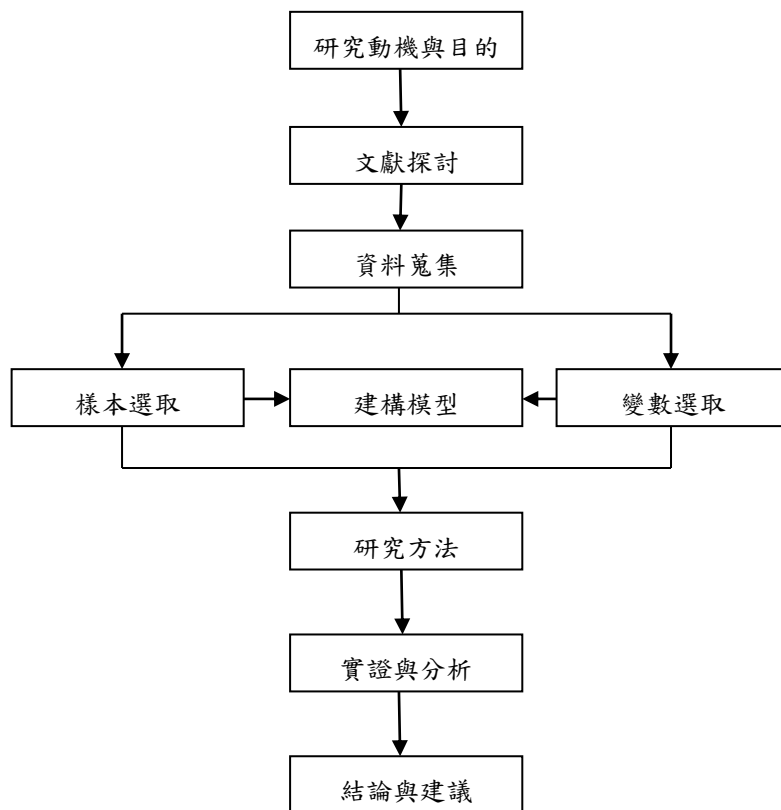 研究動機與目的
文獻探討
資料蒐集
樣本選取
建構模型
變數選取
研究方法
實證與分析
結論與建議